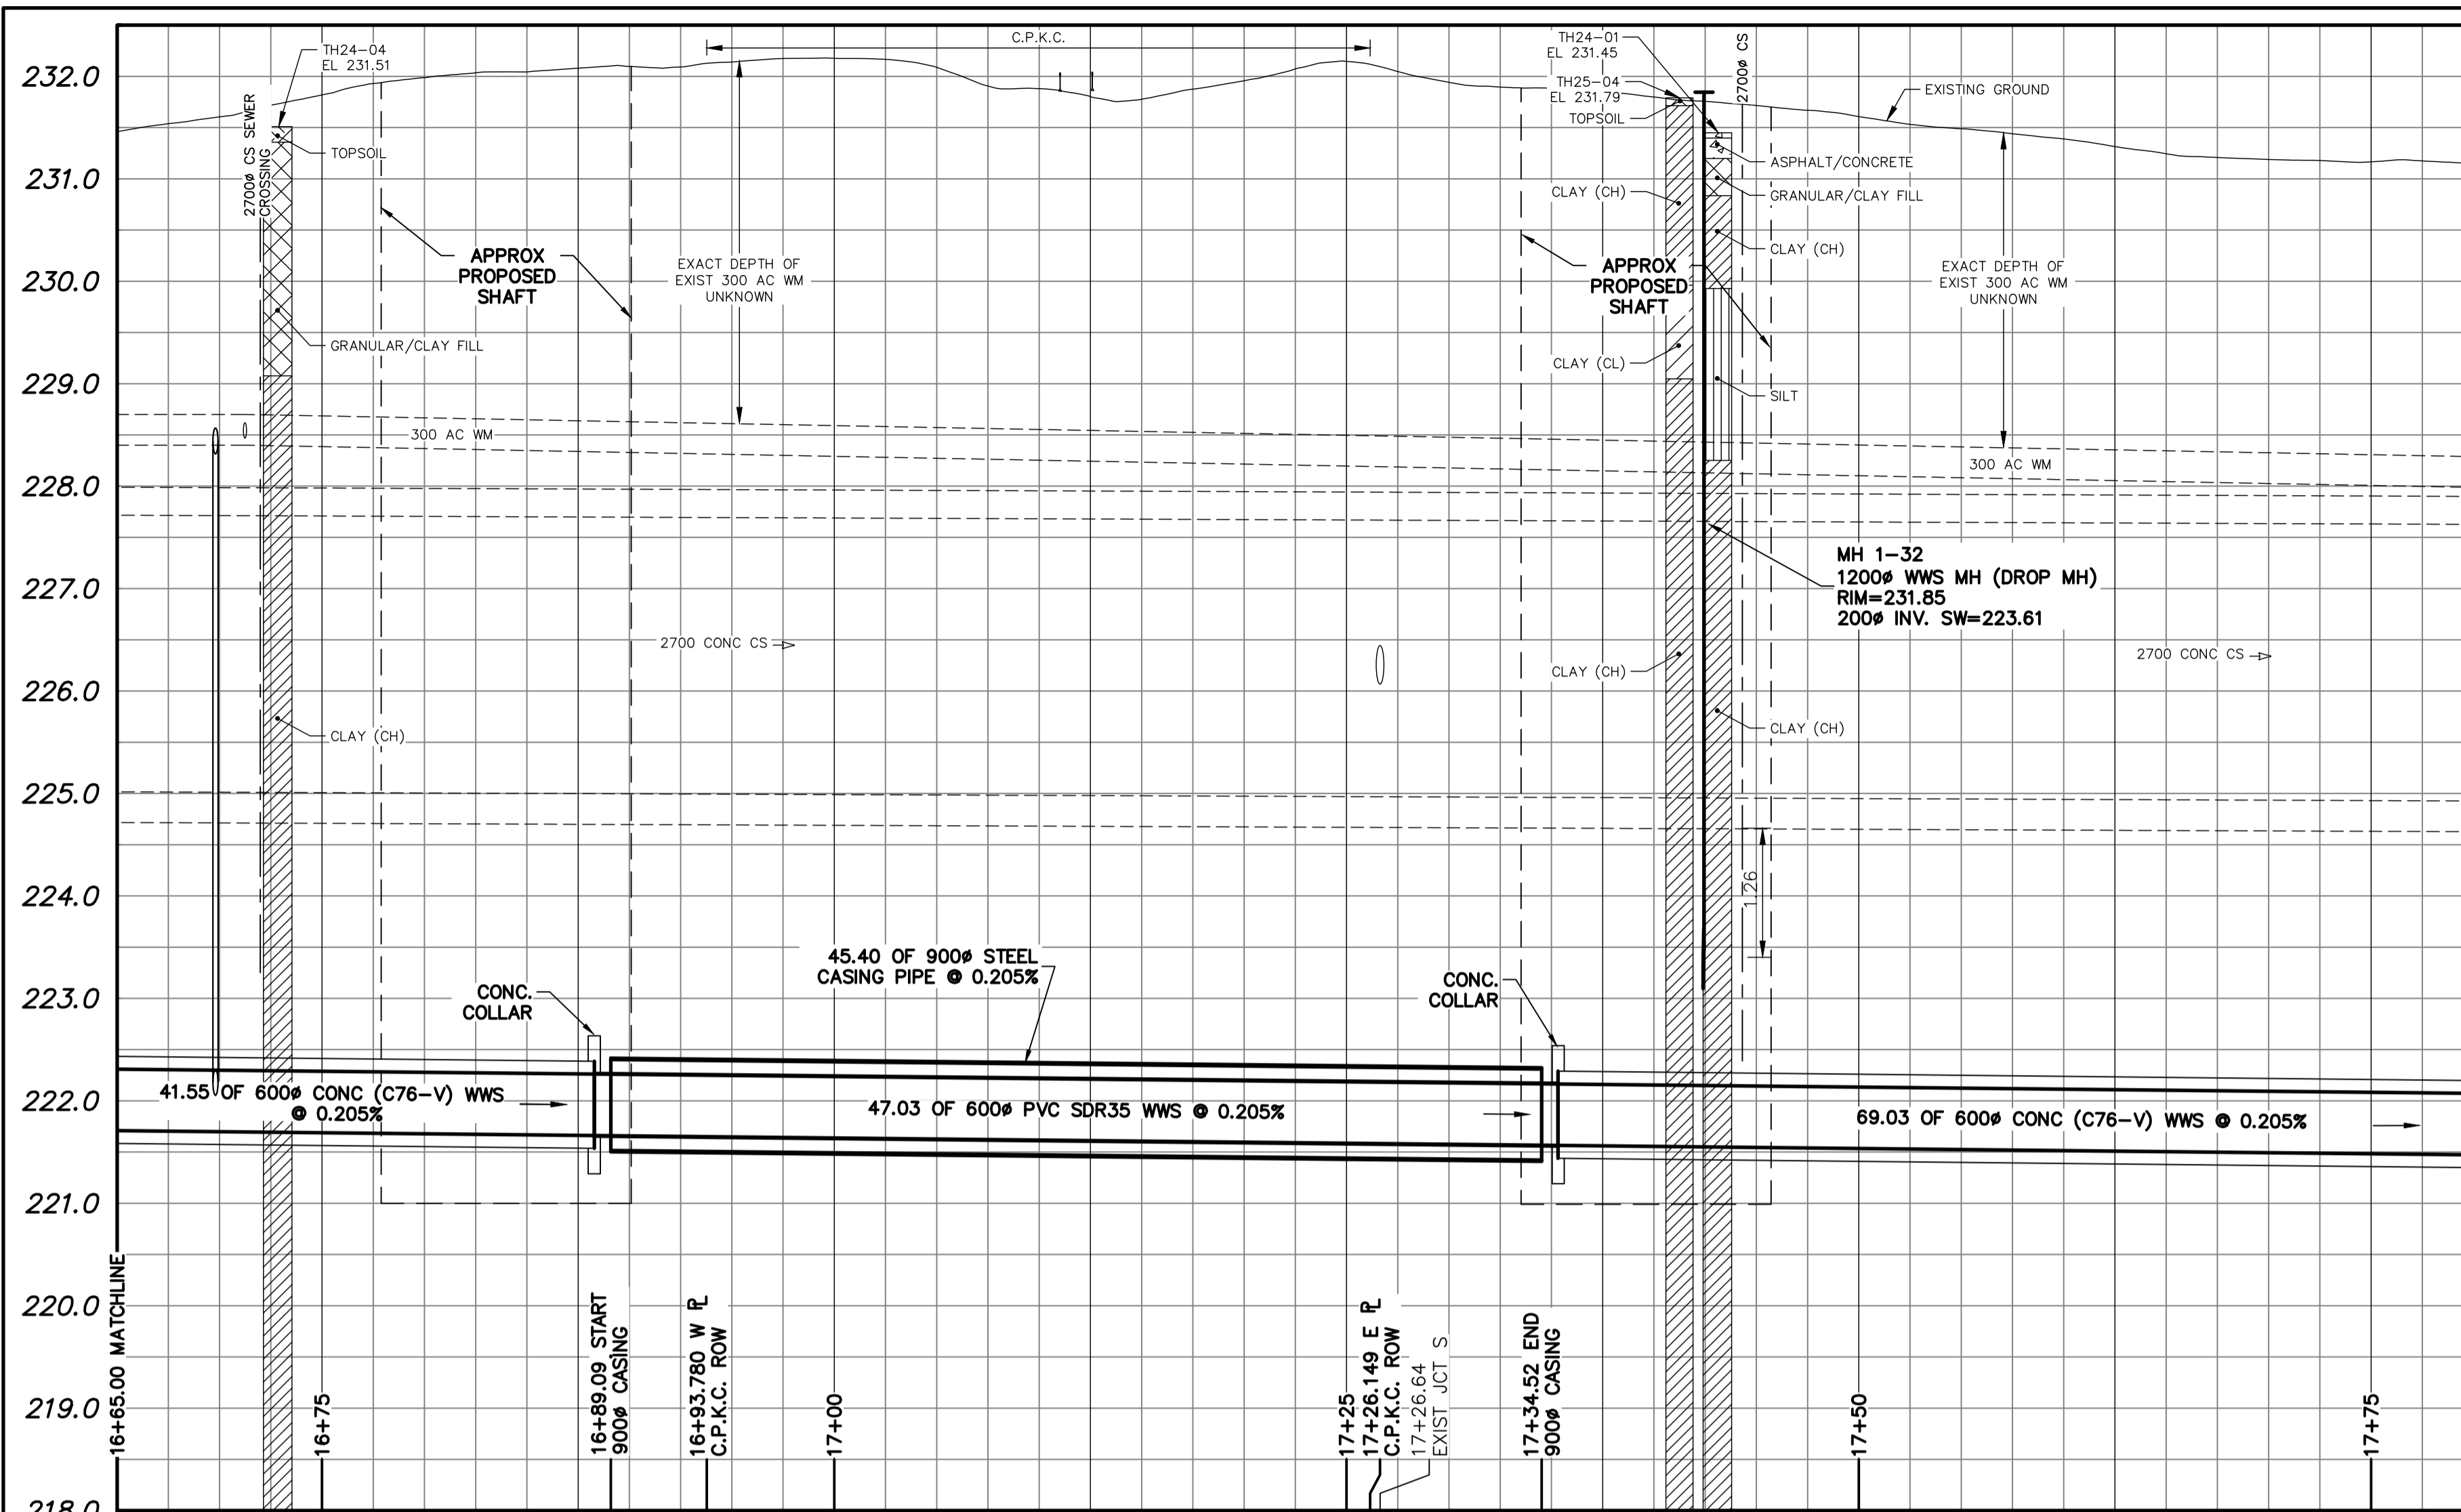 232.0
231.0
230.0
229.0
228.0
227.0
226.0
225.0
224.0
223.0
222.0
221.0
220.0
219.0
218.0
TH24-04
EL 231.51
2700ø CS SEWER
CROSSING
TOPSOIL
APPROX
PROPOSED
SHAFT
GRANULAR/CLAY FILL
300 AC WM
CLAY (CH)
C.P.K.C.
EXACT DEPTH OF
EXIST 300 AC WM
UNKNOWN
2700 CONC CS
TH24-01
EL 231.45
TH25-04
EL 231.79
TOPSOIL
2700ø CS
EXISTING GROUND
ASPHALT/CONCRETE
GRANULAR/CLAY FILL
CLAY (CH)
CLAY (CH)
APPROX
PROPOSED
SHAFT
CLAY (CL)
SILT
EXACT DEPTH OF
EXIST 300 AC WM
UNKNOWN
300 AC WM
MH 1-32
1200ø WWS MH (DROP MH)
RIM=231.85
200ø INV. SW=223.61
2700 CONC CS
CLAY (CH)
CLAY (CH)
1.26
45.40 OF 900ø STEEL
CASING PIPE @ 0.205%
CONC.
COLLAR
CONC.
COLLAR
41.55 OF 600ø CONC (C76-V) WWS
@ 0.205%
47.03 OF 600ø PVC SDR35 WWS @ 0.205%
69.03 OF 600ø CONC (C76-V) WWS @ 0.205%
16+65.00 MATCHLINE
16+75
16+89.09 START
900ø CASING
16+93.780 W PL
C.P.K.C. ROW
17+00
17+25
17+26.149 E PL
C.P.K.C. ROW
17+26.64
EXIST JCT S
17+34.52 END
900ø CASING
17+50
17+75